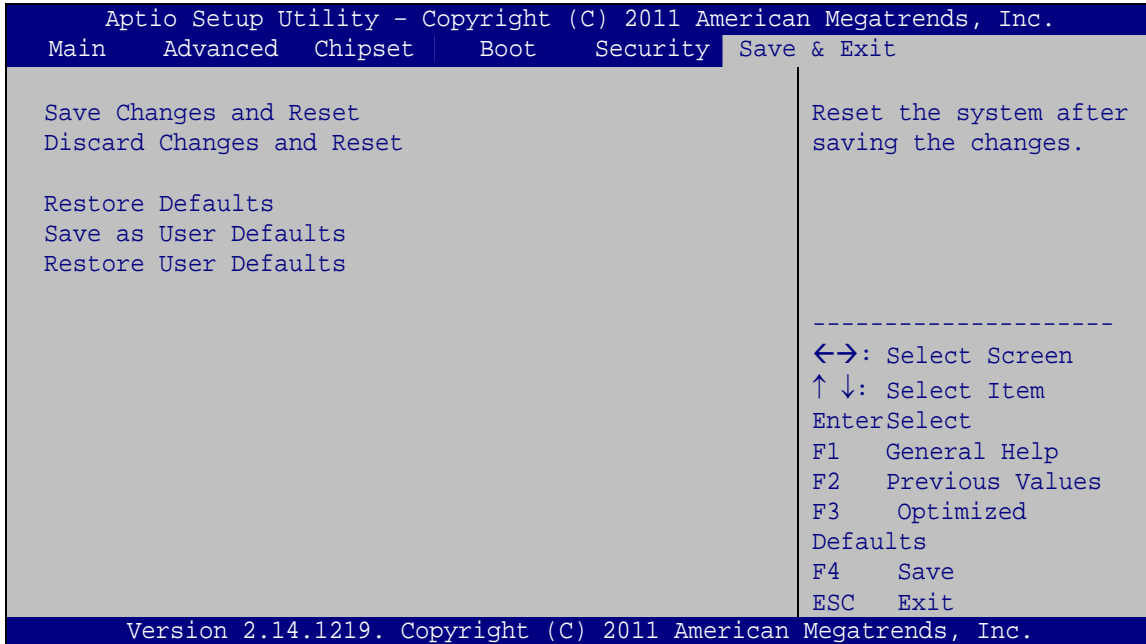 Aptio Setup Utility – Copyright (C) 2011 American Megatrends, Inc.
Main Advanced Chipset Boot Security Save & Exit
Save Changes and Reset
Discard Changes and Reset
Restore Defaults
Save as User Defaults
Restore User Defaults
Reset the system after
saving the changes.
---------------------
←→: Select Screen
↑ ↓: Select Item
EnterSelect
F1 General Help
F2 Previous Values
F3 Optimized
Defaults
F4 Save
ESC Exit
Version 2.14.1219. Copyright (C) 2011 American Megatrends, Inc.